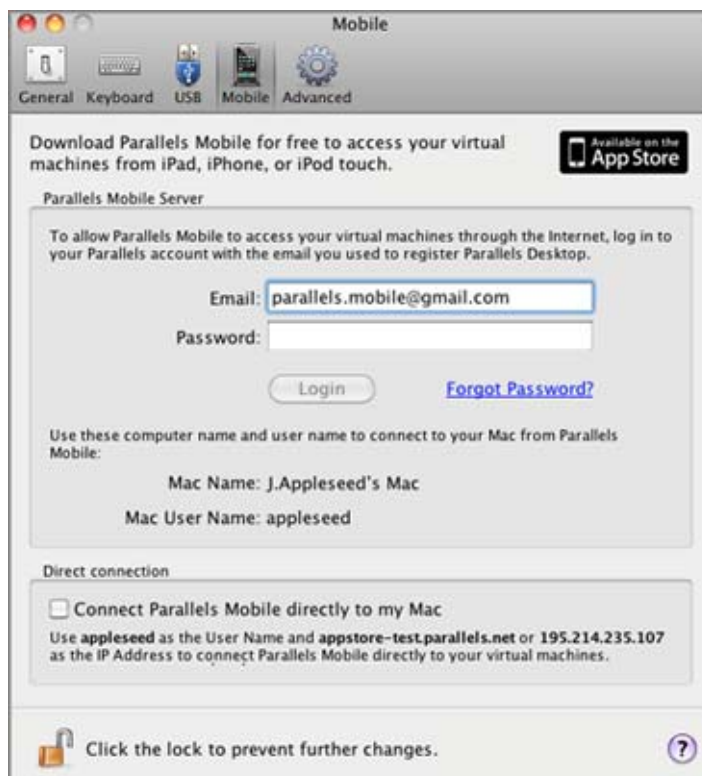 Mobile
General Keyboard USB Mobile Advanced
Download Parallels Mobile for free to access your virtual
machines from iPad, iPhone, or iPod touch.
Available on the
App Store
Parallels Mobile Server
To allow Parallels Mobile to access your virtual machines through the Internet, log in to
your Parallels account with the email you used to register Parallels Desktop.
Email: parallels.mobile@gmail.com
Password:
Login Forgot Password?
Use these computer name and user name to connect to your Mac from Parallels
Mobile:
Mac Name: J.Appleseed's Mac
Mac User Name: appleseed
Direct connection
Connect Parallels Mobile directly to my Mac
Use appleseed as the User Name and appstore-test.parallels.net or 195.214.235.107
as the IP Address to connect Parallels Mobile directly to your virtual machines.
Click the lock to prevent further changes.
?